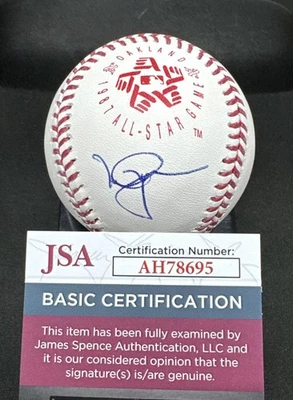 OAKLAND
1987 ALL-STAR GAME™
JSA
Certification Number:
AH78695
BASIC CERTIFICATION
This item has been fully examined by
James Spence Authentication, LLC and
it is our considered opinion that the
signature(s) is/are genuine.